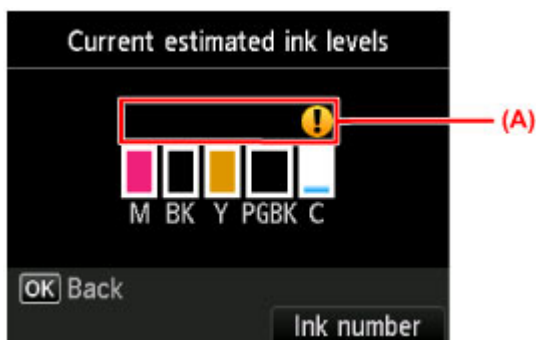 Current estimated ink levels
(A)
M BK Y PGBK C
OK Back
Ink number